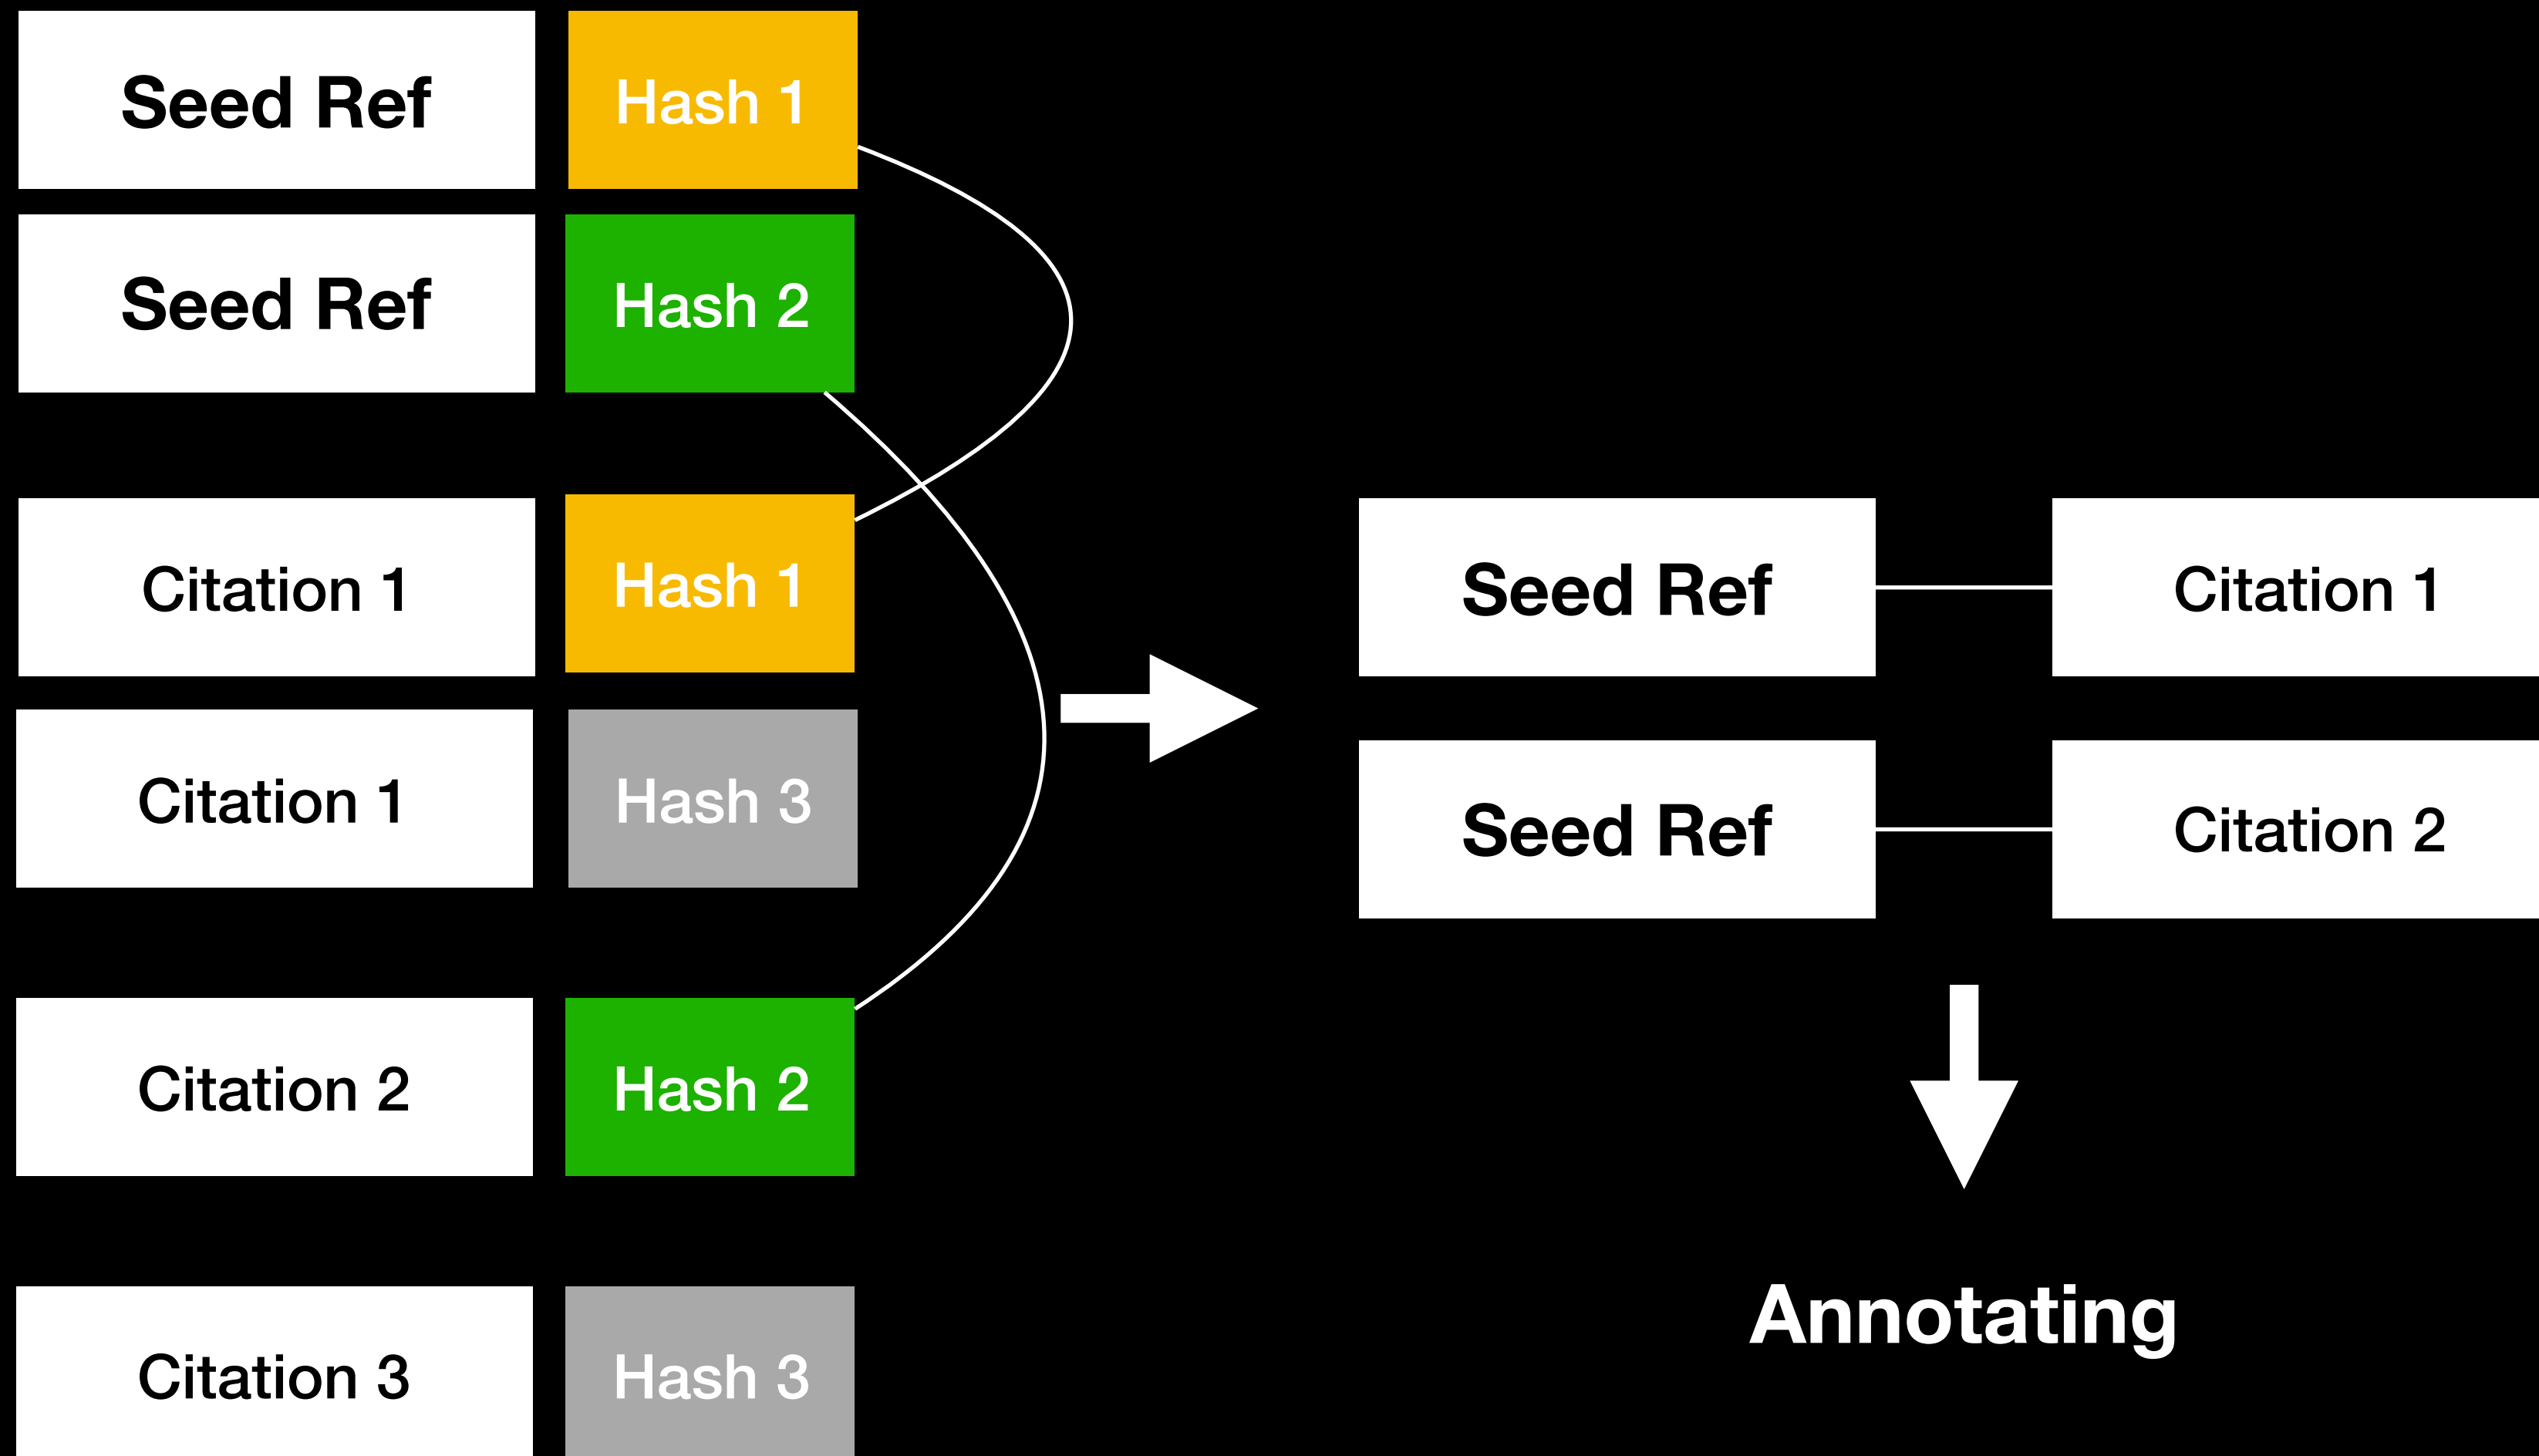 Seed Ref
Hash 1
Seed Ref
Hash 2
Citation 1
Hash 1
Citation 1
Hash 3
Citation 2
Hash 2
Citation 3
Hash 3
Seed Ref
Citation 1
Seed Ref
Citation 2
Annotating